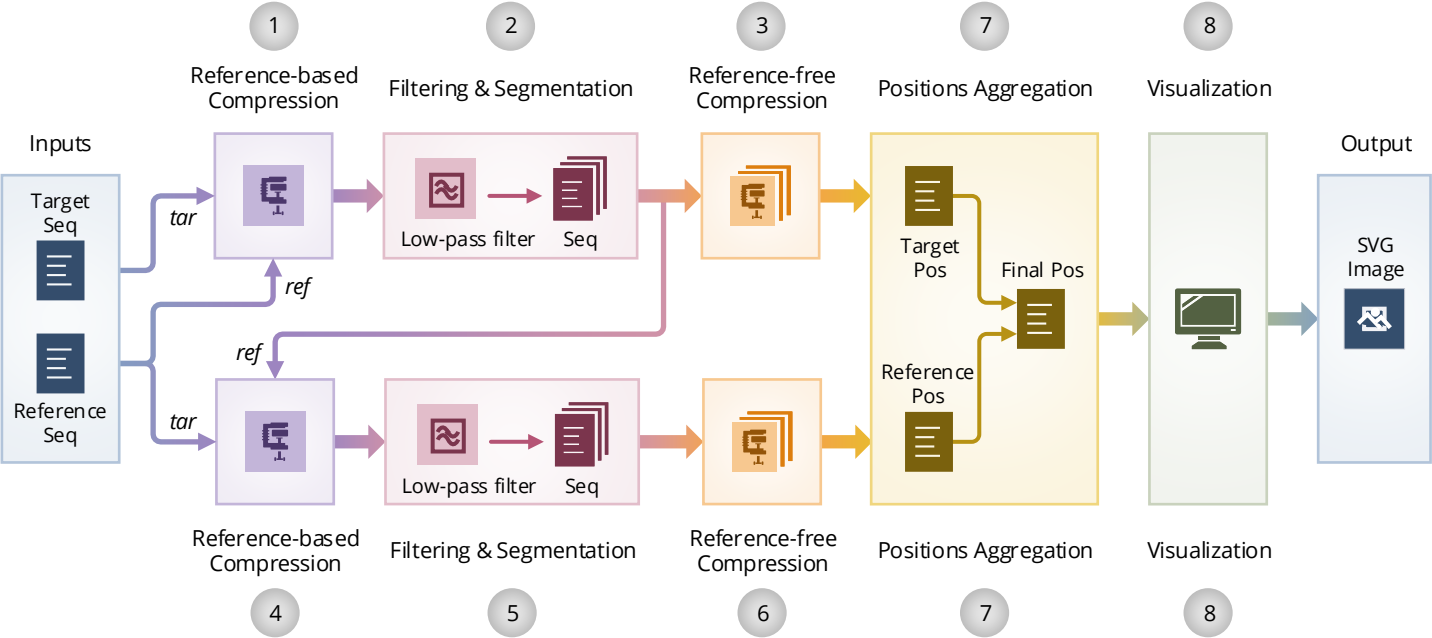 1
2
3
7
8
Reference-based
Compression
Filtering & Segmentation
Reference-free
Compression
Positions Aggregation
Visualization
Inputs
Target
Seq
Reference
Seq
tar
ref
Low-pass filter
Seq
Target
Pos
Final Pos
Reference
Pos
Output
SVG
Image
ref
tar
Low-pass filter
Seq
Reference-based
Compression
Filtering & Segmentation
Reference-free
Compression
Positions Aggregation
Visualization
4
5
6
7
8